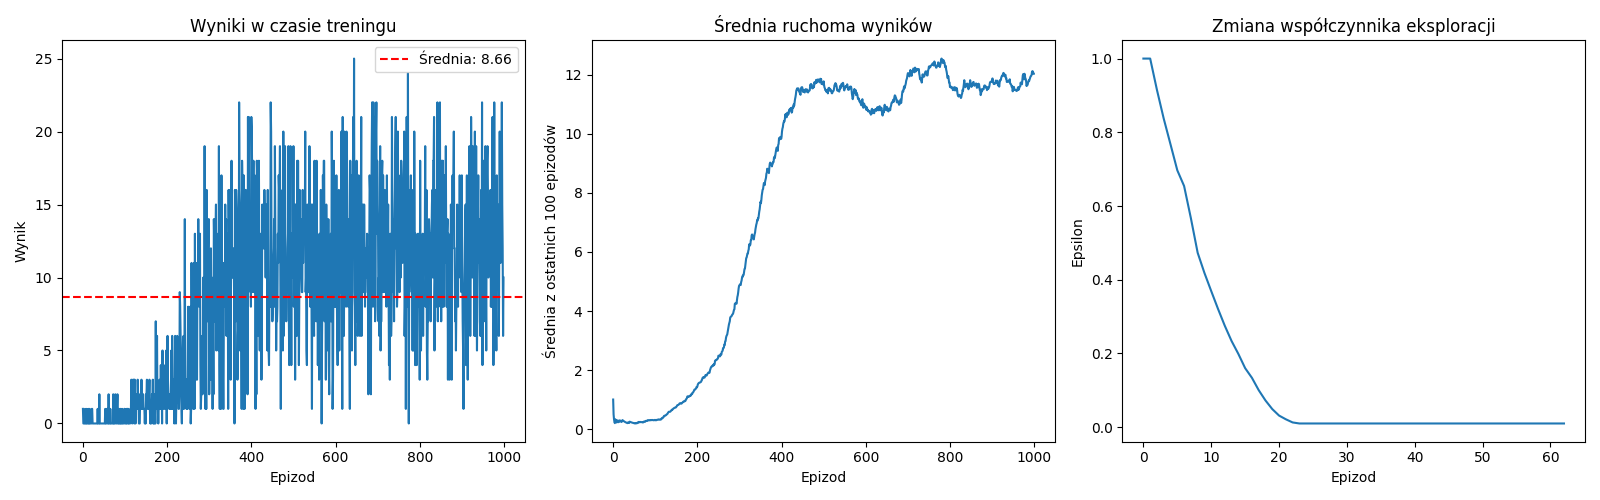 Wyniki w czasie treningu
Średnia: 8.66
Wynik
25
20
15
10
5
0
0 200 400 600 800 1000
Epizod
Średnia ruchoma wyników
Średnia z ostatnich 100 epizodów
12
10
8
6
4
2
0
0 200 400 600 800 1000
Epizod
Zmiana współczynnika eksploracji
Epsilon
1.0
0.8
0.6
0.4
0.2
0.0
0 10 20 30 40 50 60
Epizod